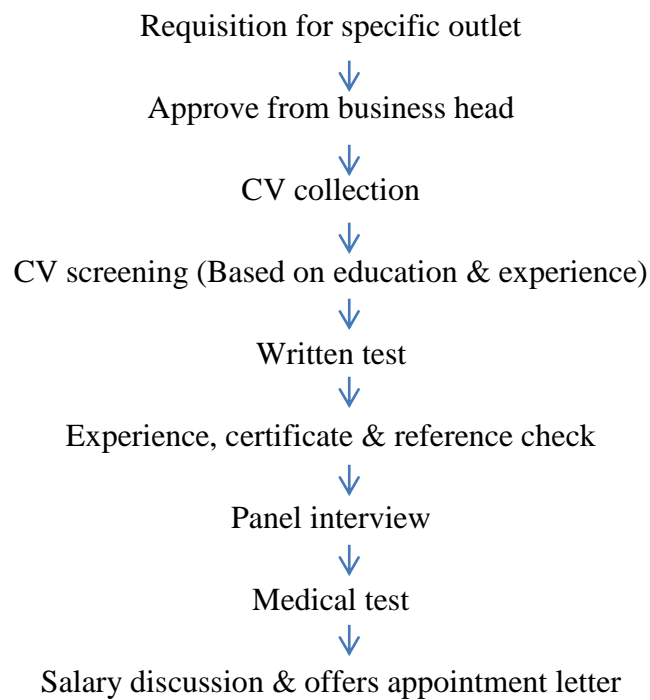 Requisition for specific outlet
Approve from business head
CV collection
CV screening (Based on education & experience)
Written test
Experience, certificate & reference check
Panel interview
Medical test
Salary discussion & offers appointment letter